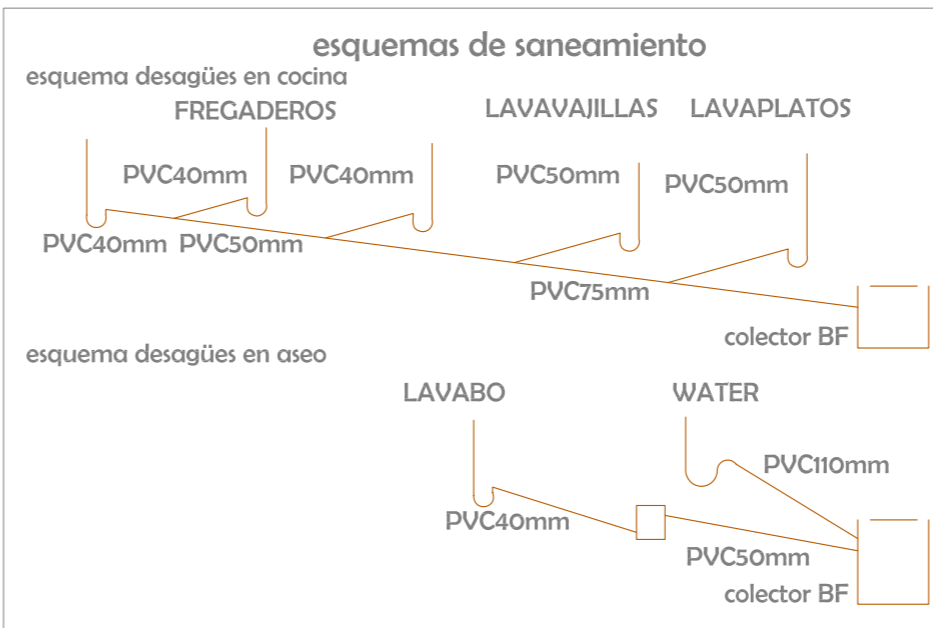 esquemas de saneamiento
esquema desagües en cocina
FREGADEROS LAVAVAJILLAS LAVAPLATOS
PVC40mm PVC40mm PVC50mm PVC50mm
PVC40mm PVC50mm
PVC75mm
colector BF
esquema desagües en aseo
LAVABO WATER
PVC110mm
PVC40mm
PVC50mm
colector BF